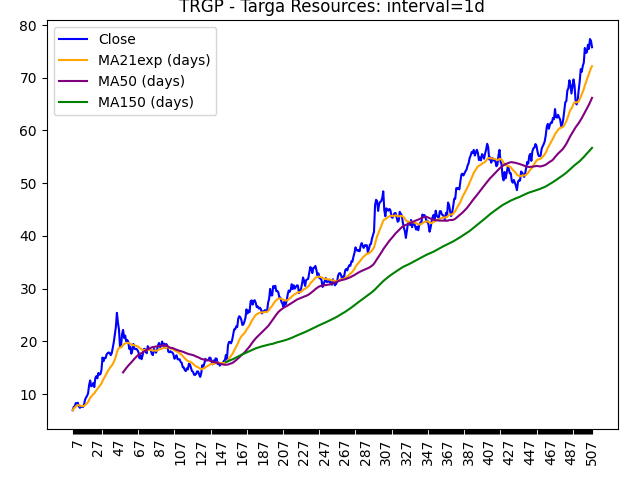 TRGP - Targa Resources: interval=1d
Close
MA21exp (days)
MA50 (days)
MA150 (days)
80
70
60
50
40
30
20
10
7 27 47 67 87 107 127 147 167 187 207 227 247 267 287 307 327 347 367 387 407 427 447 467 487 507